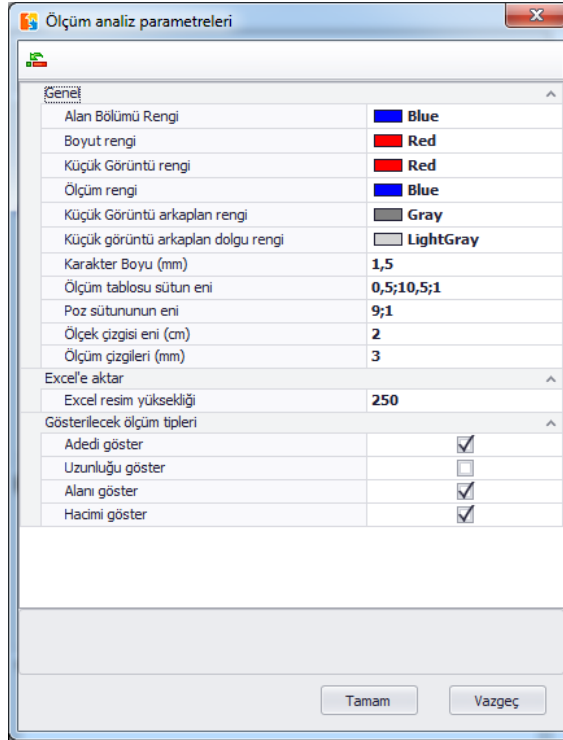 Ölçüm analiz parametreleri
Genel
Alan Bölümü Rengi Blue
Boyut rengi Red
Küçük Görüntü rengi Red
Ölçüm rengi Blue
Küçük Görüntü arkaplan rengi Gray
Küçük görüntü arkaplan dolgu rengi LightGray
Karakter Boyu (mm) 1,5
Ölçüm tablosu sütun eni 0,5;10,5;1
Poz sütununun eni 9;1
Ölçek çizgisi eni (cm) 2
Ölçüm çizgileri (mm) 3
Excel'e aktar
Excel resim yüksekliği 250
Gösterilecek ölçüm tipleri
Adedi göster
Uzunluğu göster
Alanı göster
Hacimi göster
Tamam Vazgeç